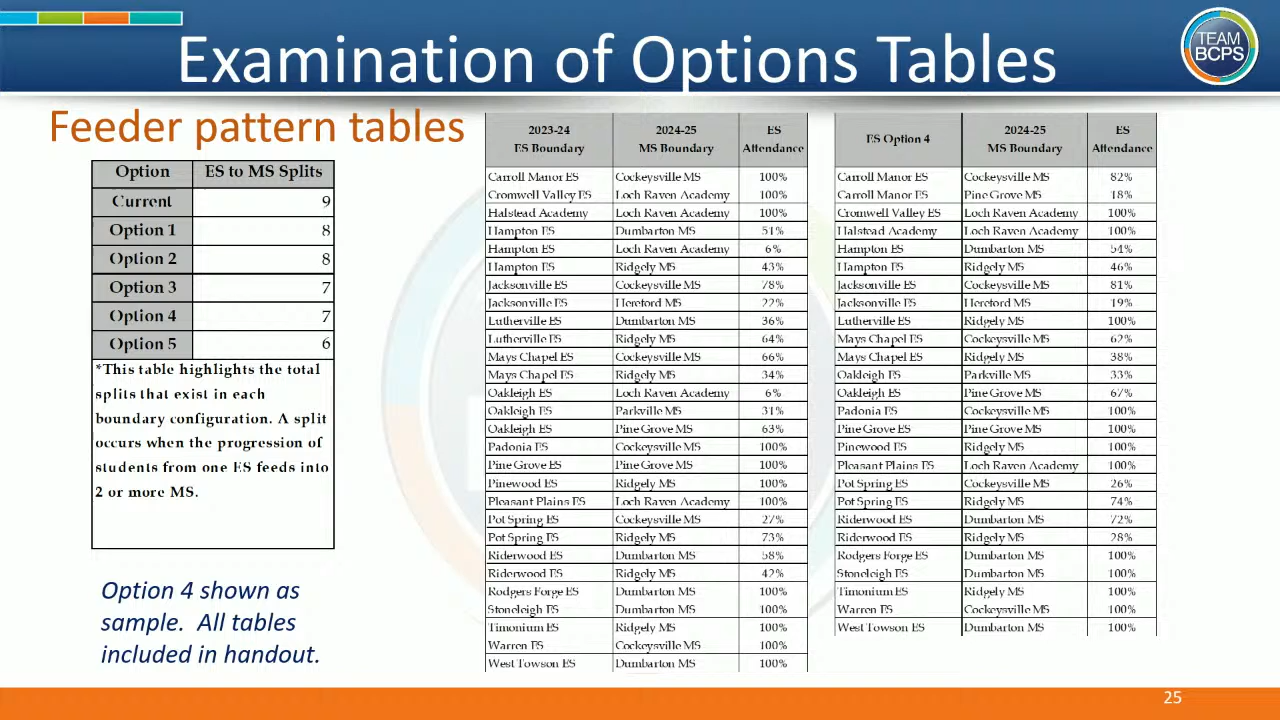 Examination of Options Tables
TEAM
BCPS
Feeder pattern tables
Option ES to MS Splits
Current 9
Option 1 8
Option 2 8
Option 3 7
Option 4 7
Option 5 6
*This table highlights the total
splits that exist in each
boundary configuration. A split
occurs when the progression of
students from one ES feeds into
2 or more MS.
Option 4 shown as
sample. All tables
included in handout.
2023-24 2024-25 ES
ES Boundary MS Boundary Attendance
Carroll Manor ES Cockeysville MS 100%
Cromwell Valley ES Loch Raven Academy 100%
Halstead Academy Loch Raven Academy 100%
Hampton ES Dumbarton MS 51%
Hampton ES Loch Raven Academy 6%
Hampton ES Ridgely MS 43%
Jacksonville ES Cockeysville MS 78%
Jacksonville ES Hereford MS 22%
Lutherville ES Dumbarton MS 36%
Lutherville ES Ridgely MS 64%
Mays Chapel ES Cockeysville MS 66%
Mays Chapel ES Ridgely MS 34%
Oakleigh ES Loch Raven Academy 6%
Oakleigh ES Parkville MS 31%
Oakleigh ES Pine Grove MS 63%
Padonia ES Cockeysville MS 100%
Pine Grove ES Pine Grove MS 100%
Pinewood ES Ridgely MS 100%
Pleasant Plains ES Loch Raven Academy 100%
Pot Spring ES Cockeysville MS 27%
Pot Spring ES Ridgely MS 73%
Riderwood ES Dumbarton MS 58%
Riderwood ES Ridgely MS 42%
Rodgers Forge ES Dumbarton MS 100%
Stoneleigh ES Dumbarton MS 100%
Timonium ES Ridgely MS 100%
Warren ES Cockeysville MS 100%
West Towson ES Dumbarton MS 100%
ES Option 4 2024-25 ES
MS Boundary Attendance
Carroll Manor ES Cockeysville MS 82%
Carroll Manor ES Pine Grove MS 18%
Cromwell Valley ES Loch Raven Academy 100%
Halstead Academy Loch Raven Academy 100%
Hampton ES Dumbarton MS 54%
Hampton ES Ridgely MS 46%
Jacksonville ES Cockeysville MS 81%
Jacksonville ES Hereford MS 19%
Lutherville ES Ridgely MS 100%
Mays Chapel ES Cockeysville MS 62%
Mays Chapel ES Ridgely MS 38%
Oakleigh ES Parkville MS 33%
Oakleigh ES Pine Grove MS 67%
Padonia ES Cockeysville MS 100%
Pine Grove ES Pine Grove MS 100%
Pinewood ES Ridgely MS 100%
Pleasant Plains ES Loch Raven Academy 100%
Pot Spring ES Cockeysville MS 26%
Pot Spring ES Ridgely MS 74%
Riderwood ES Dumbarton MS 72%
Riderwood ES Ridgely MS 28%
Rodgers Forge ES Dumbarton MS 100%
Stoneleigh ES Dumbarton MS 100%
Timonium ES Ridgely MS 100%
Warren ES Cockeysville MS 100%
West Towson ES Dumbarton MS 100%
25